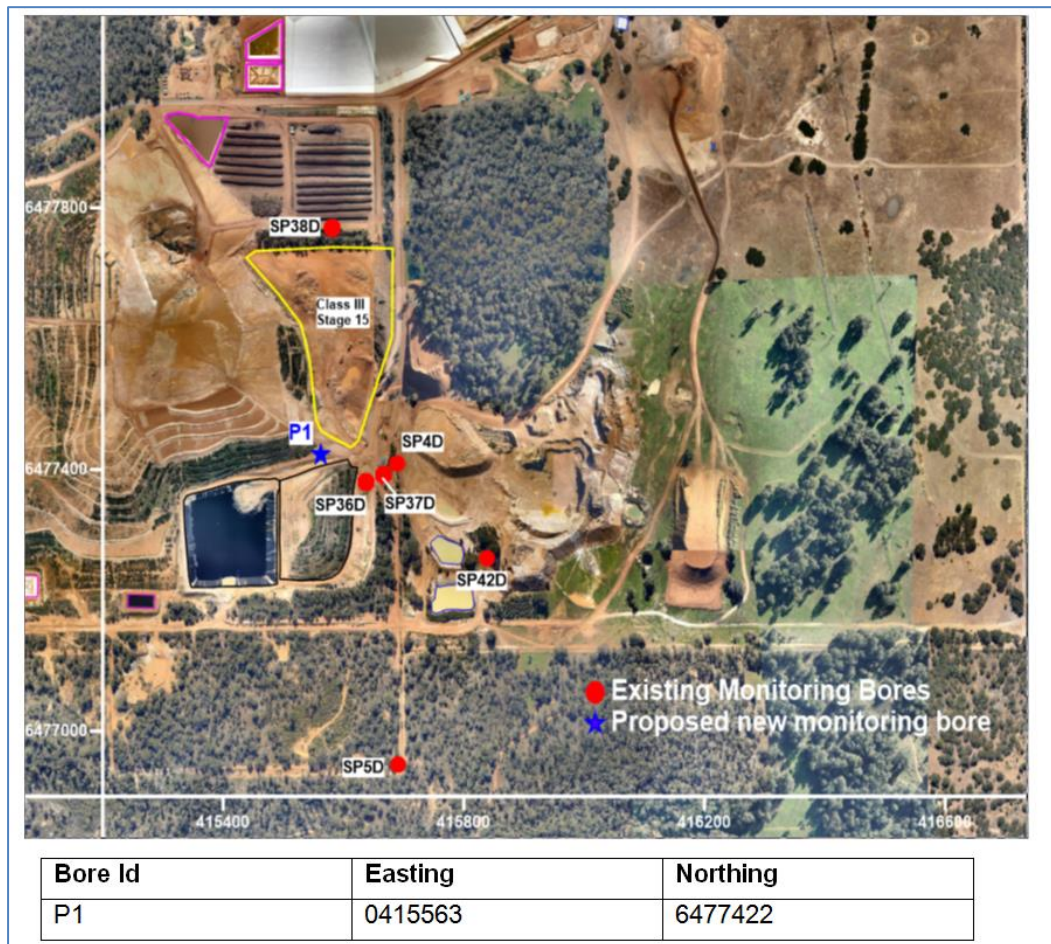 6477800
SP38D
Class III
Stage 15
P1
SP4D
6477400
SP36D
SP37D
SP42D
Existing Monitoring Bores
Proposed new monitoring bore
6477000
SP5D
415400
415800
416200
416600
Bore Id Easting Northing
P1 0415563 6477422